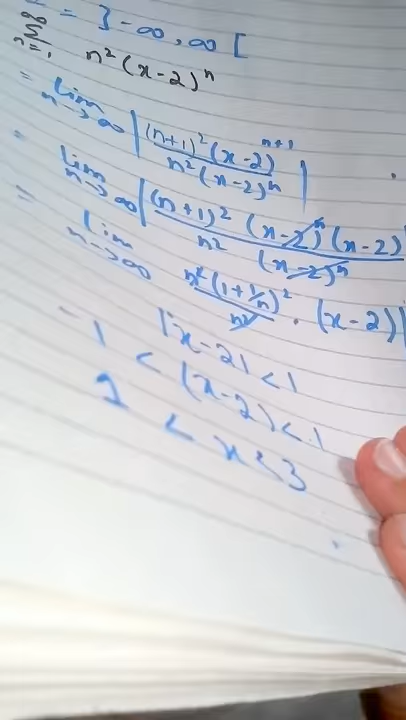 = ]-∞, ∞[
∞ Σ n=1 n²(x-2)ⁿ
= lim n→∞ |(n+1)²(x-2)ⁿ⁺¹ / n²(x-2)ⁿ|
= lim n→∞ |(n+1)² (x-2)ⁿ(x-2) / n² (x-2)ⁿ
= lim n→∞ n²(1+1/n)² / n² · (x-2)|
|x-2| < 1
-1 < (x-2) < 1
1 < x < 3